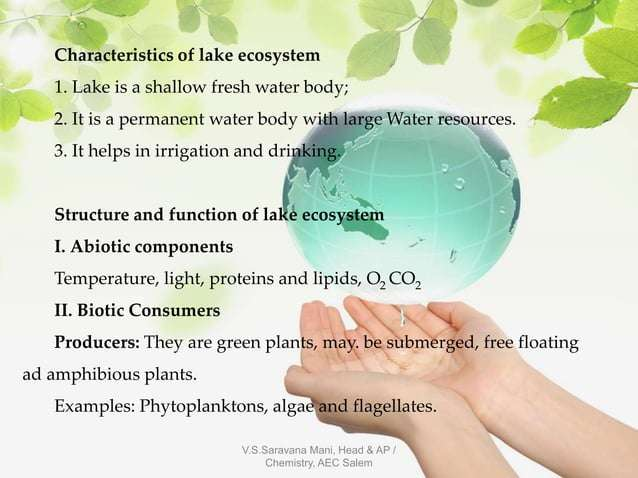 Characteristics of lake ecosystem
1. Lake is a shallow fresh water body;
2. It is a permanent water body with large Water resources.
3. It helps in irrigation and drinking.
Structure and function of lake ecosystem
I. Abiotic components
Temperature, light, proteins and lipids, O2 CO2
II. Biotic Consumers
Producers: They are green plants, may. be submerged, free floating
ad amphibious plants.
Examples: Phytoplanktons, algae and flagellates.
V.S.Saravana Mani, Head & AP /
Chemistry, AEC Salem